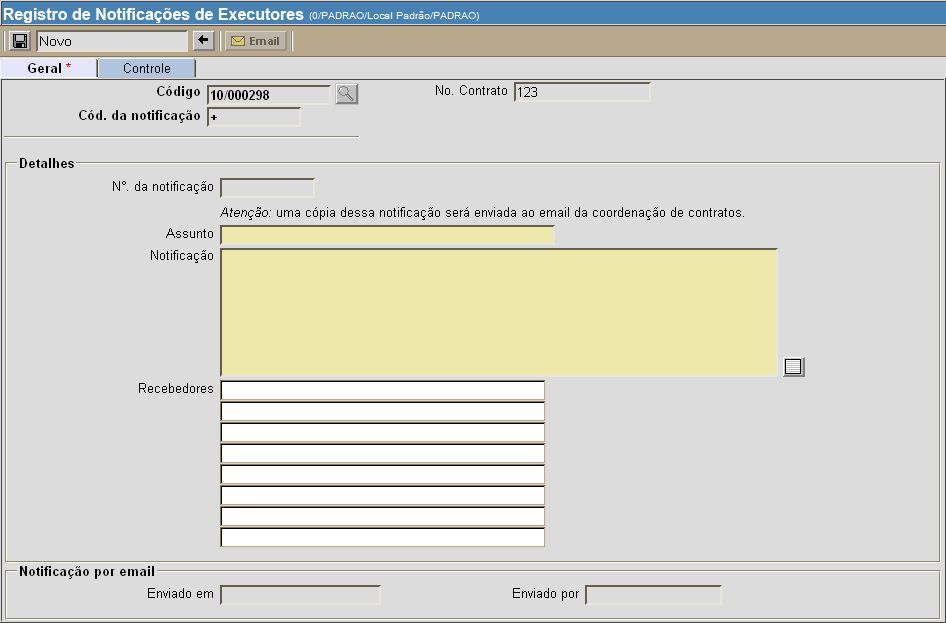 Registro de Notificações de Executores (0/PADRAO/Local Padrão/PADRAO)
Novo Email
Geral * Controle
Código 10/000298 No. Contrato 123
Cód. da notificação +
Detalhes
Nº. da notificação
Atenção: uma cópia dessa notificação será enviada ao email da coordenação de contratos.
Assunto
Notificação
Recebedores
Notificação por email
Enviado em Enviado por